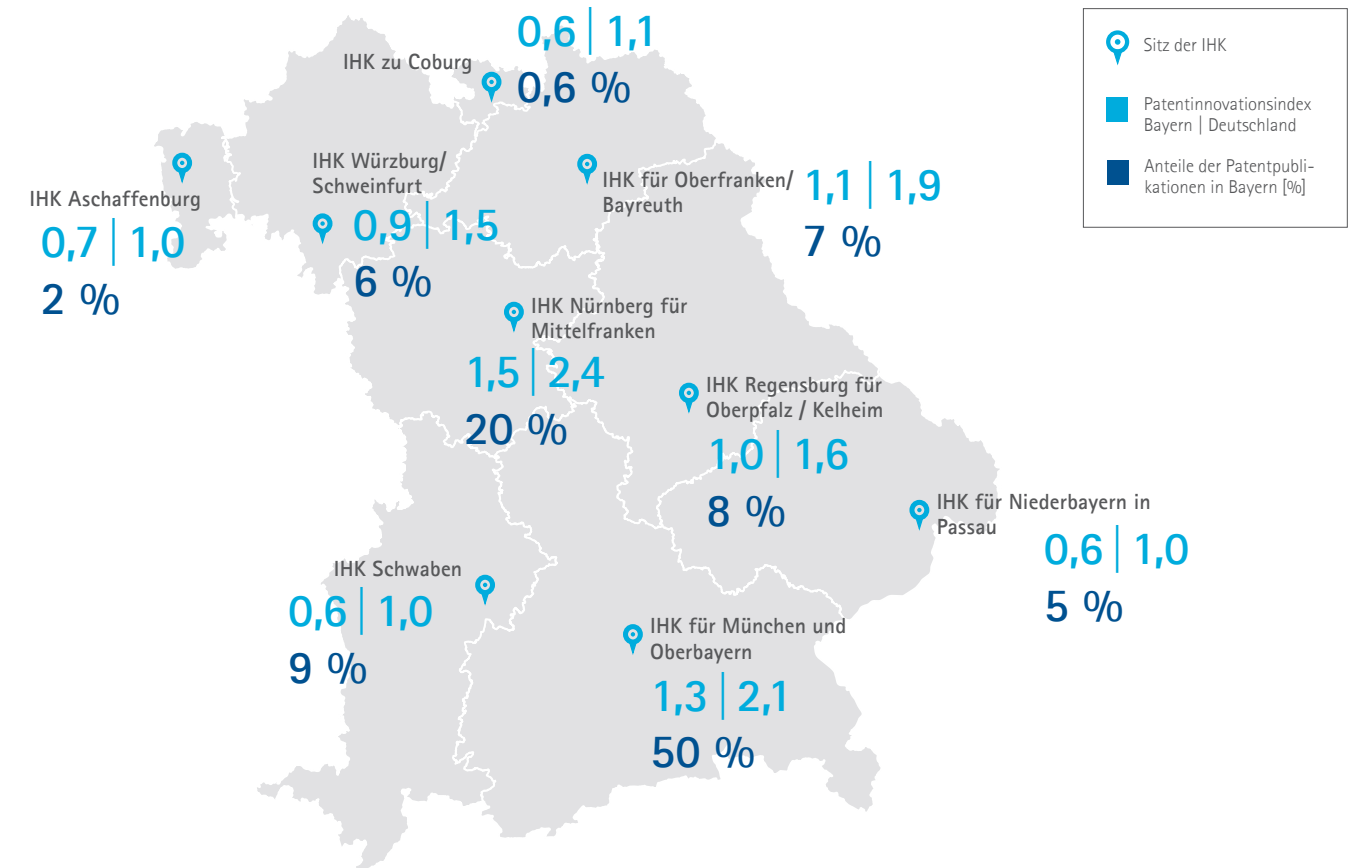 IHK zu Coburg
0,6 | 1,1
0,6 %
Sitz der IHK
Patentinnovationsindex
Bayern | Deutschland
Anteile der Patentpubli-
kationen in Bayern [%]
IHK Aschaffenburg
0,7 | 1,0
2 %
IHK Würzburg/
Schweinfurt
0,9 | 1,5
6 %
IHK für Oberfranken/
Bayreuth
1,1 | 1,9
7 %
IHK Nürnberg für
Mittelfranken
1,5 | 2,4
20 %
IHK Regensburg für
Oberpfalz / Kelheim
1,0 | 1,6
8 %
IHK für Niederbayern in
Passau
0,6 | 1,0
5 %
IHK Schwaben
0,6 | 1,0
9 %
IHK für München und
Oberbayern
1,3 | 2,1
50 %